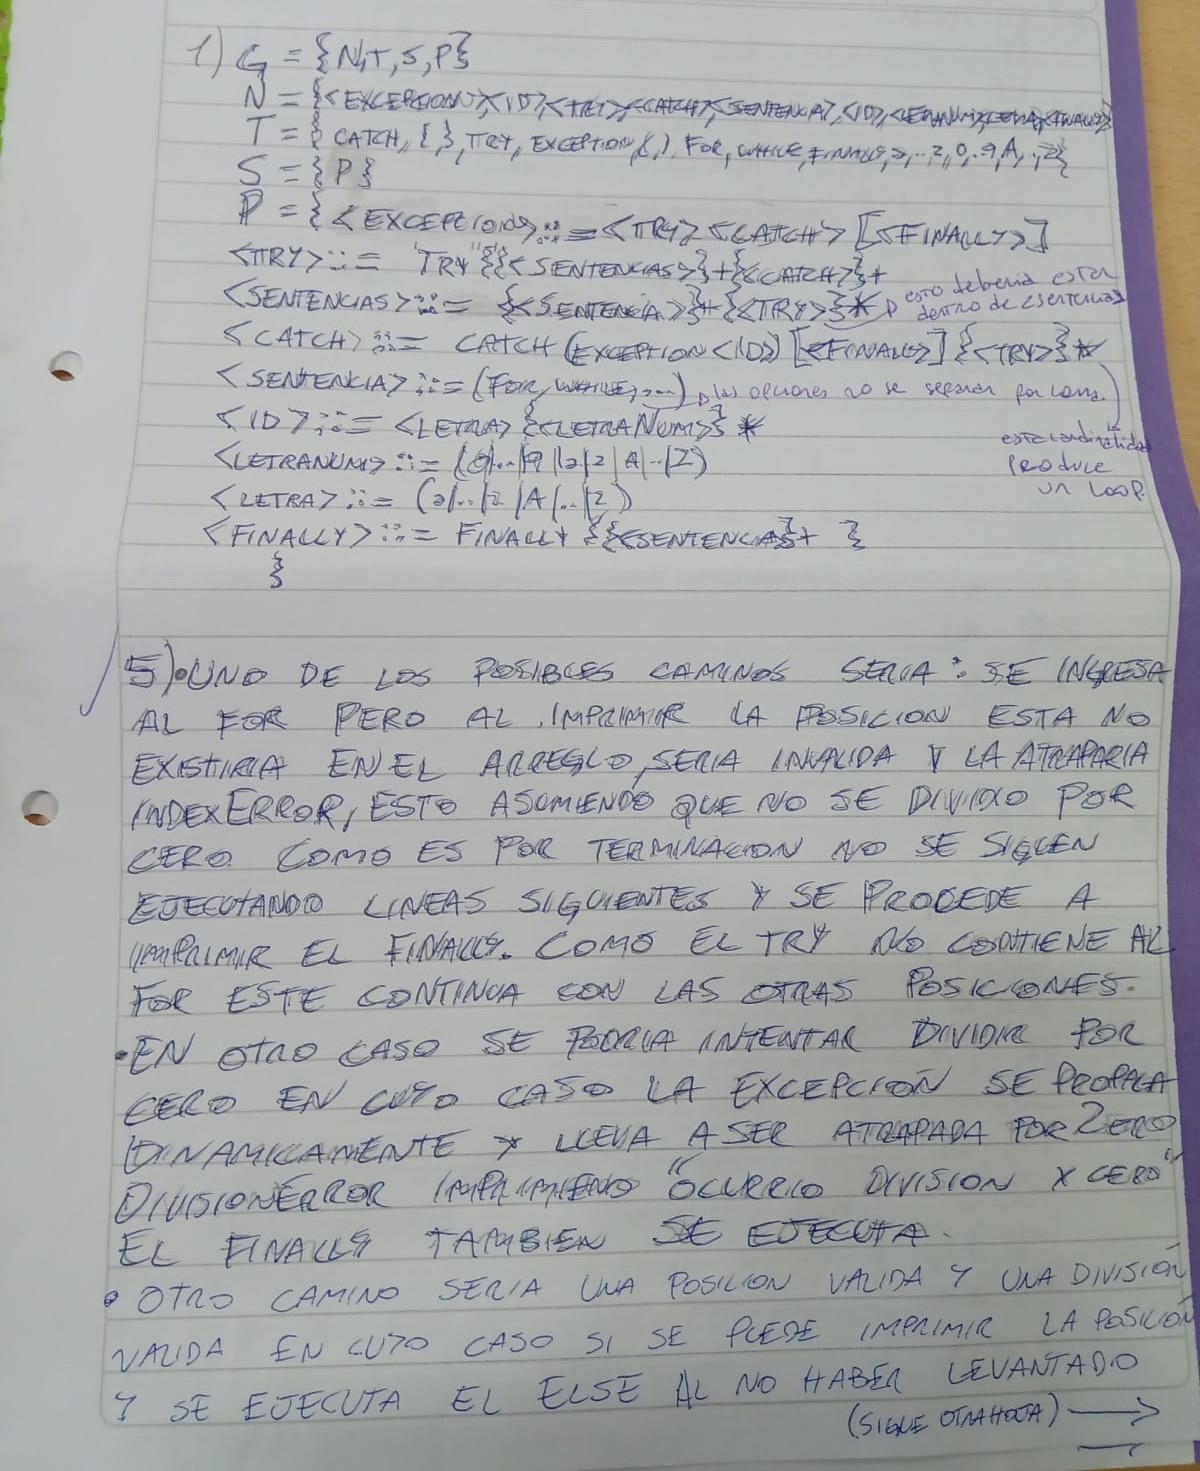 1) G = {N,T,S,P}
N = {<EXCEPTION>,<ID>,<TRY>,<CATCH>,<SENTENCIA>,<ID>,<LETRANUM>,<LETRA>,<FINALLY>}
T = { CATCH, {, }, TRY, EXCEPTION, (, ), FOR, WHILE, FINALLY, a, ..z, 0..9, A, .., Z}
S = {P}
P = { <EXCEPTION> ::= <TRY> <CATCH> [<FINALLY>]
<TRY> ::= TRY "{"{<SENTENCIAS>}+{<CATCH>}+
<SENTENCIAS> ::= {<SENTENCIA>}+{<TRY>}* esto deberia estar
dentro de <sentencia>
<CATCH> ::= CATCH (EXCEPTION <ID>) [<FINALLY>] {<TRY>}*
<SENTENCIA> ::= (FOR, WHILE, ...) las opciones no se separan por coma.
<ID> ::= <LETRA> {<LETRANUM>}*
esta cardinalidad
<LETRANUM> ::= (0|..|9|a|z|A|..|Z)
produce
un loop.
<LETRA> ::= (a|..|z|A|..|Z)
<FINALLY> ::= FINALLY {{<SENTENCIA>}+ }
}
5) • UNO DE LOS POSIBLES CAMINOS SERIA: SE INGRESA
AL FOR PERO AL IMPRIMIR LA POSICION ESTA NO
EXISTIRIA EN EL ARREGLO, SERIA INVALIDA Y LA ATRAPARIA
INDEXERROR, ESTO ASUMIENDO QUE NO SE DIVIDIO POR
CERO. COMO ES POR TERMINACION NO SE SIGUEN
EJECUTANDO LINEAS SIGUIENTES Y SE PROCEDE A
IMPRIMIR EL FINALLY. COMO EL TRY NO CONTIENE AL
FOR ESTE CONTINUA CON LAS OTRAS POSICIONES.
• EN OTRO CASO SE PODRIA INTENTAR DIVIDIR POR
CERO EN CUYO CASO LA EXCEPCIÓN SE PROPAGA
DINAMICAMENTE Y LLEVA A SER ATRAPADA POR ZERO
DIVISIONERROR IMPRIMIENO "OCURRIO DIVISION X CERO"
EL FINALLY TAMBIEN SE EJECUTA.
• OTRO CAMINO SERIA UNA POSICION VALIDA Y UNA DIVISIÓN
VALIDA EN CUYO CASO SI SE PUEDE IMPRIMIR LA POSICIÓN
Y SE EJECUTA EL ELSE AL NO HABER LEVANTADO
(SIGUE OTRA HOJA) →